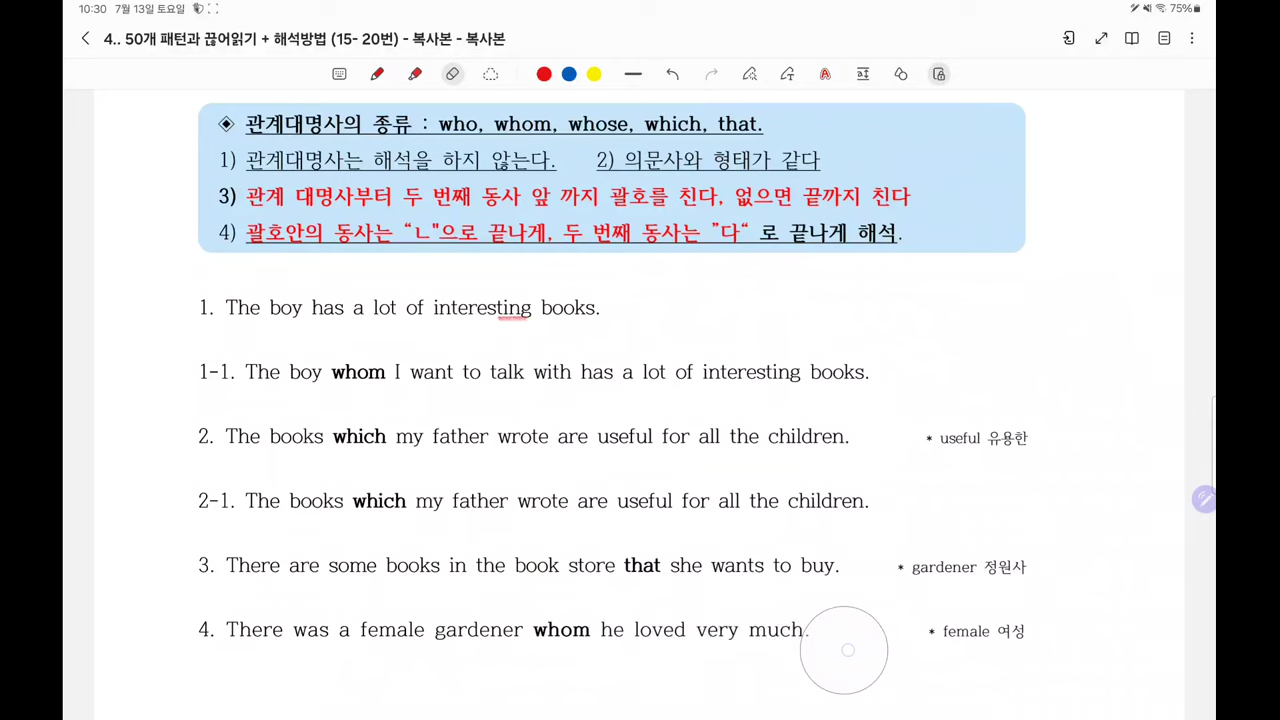 10:30 7월 13일 토요일 75%
4.. 50개 패턴과 끊어읽기 + 해석방법 (15- 20번) - 복사본 - 복사본
◈ 관계대명사의 종류 : who, whom, whose, which, that.
1) 관계대명사는 해석을 하지 않는다. 2) 의문사와 형태가 같다
3) 관계 대명사부터 두 번째 동사 앞 까지 괄호를 친다, 없으면 끝까지 친다
4) 괄호안의 동사는 “ㄴ"으로 끝나게, 두 번째 동사는 ”다“ 로 끝나게 해석.
1. The boy has a lot of interesting books.
1-1. The boy whom I want to talk with has a lot of interesting books.
2. The books which my father wrote are useful for all the children. * useful 유용한
2-1. The books which my father wrote are useful for all the children.
3. There are some books in the book store that she wants to buy. * gardener 정원사
4. There was a female gardener whom he loved very much. * female 여성